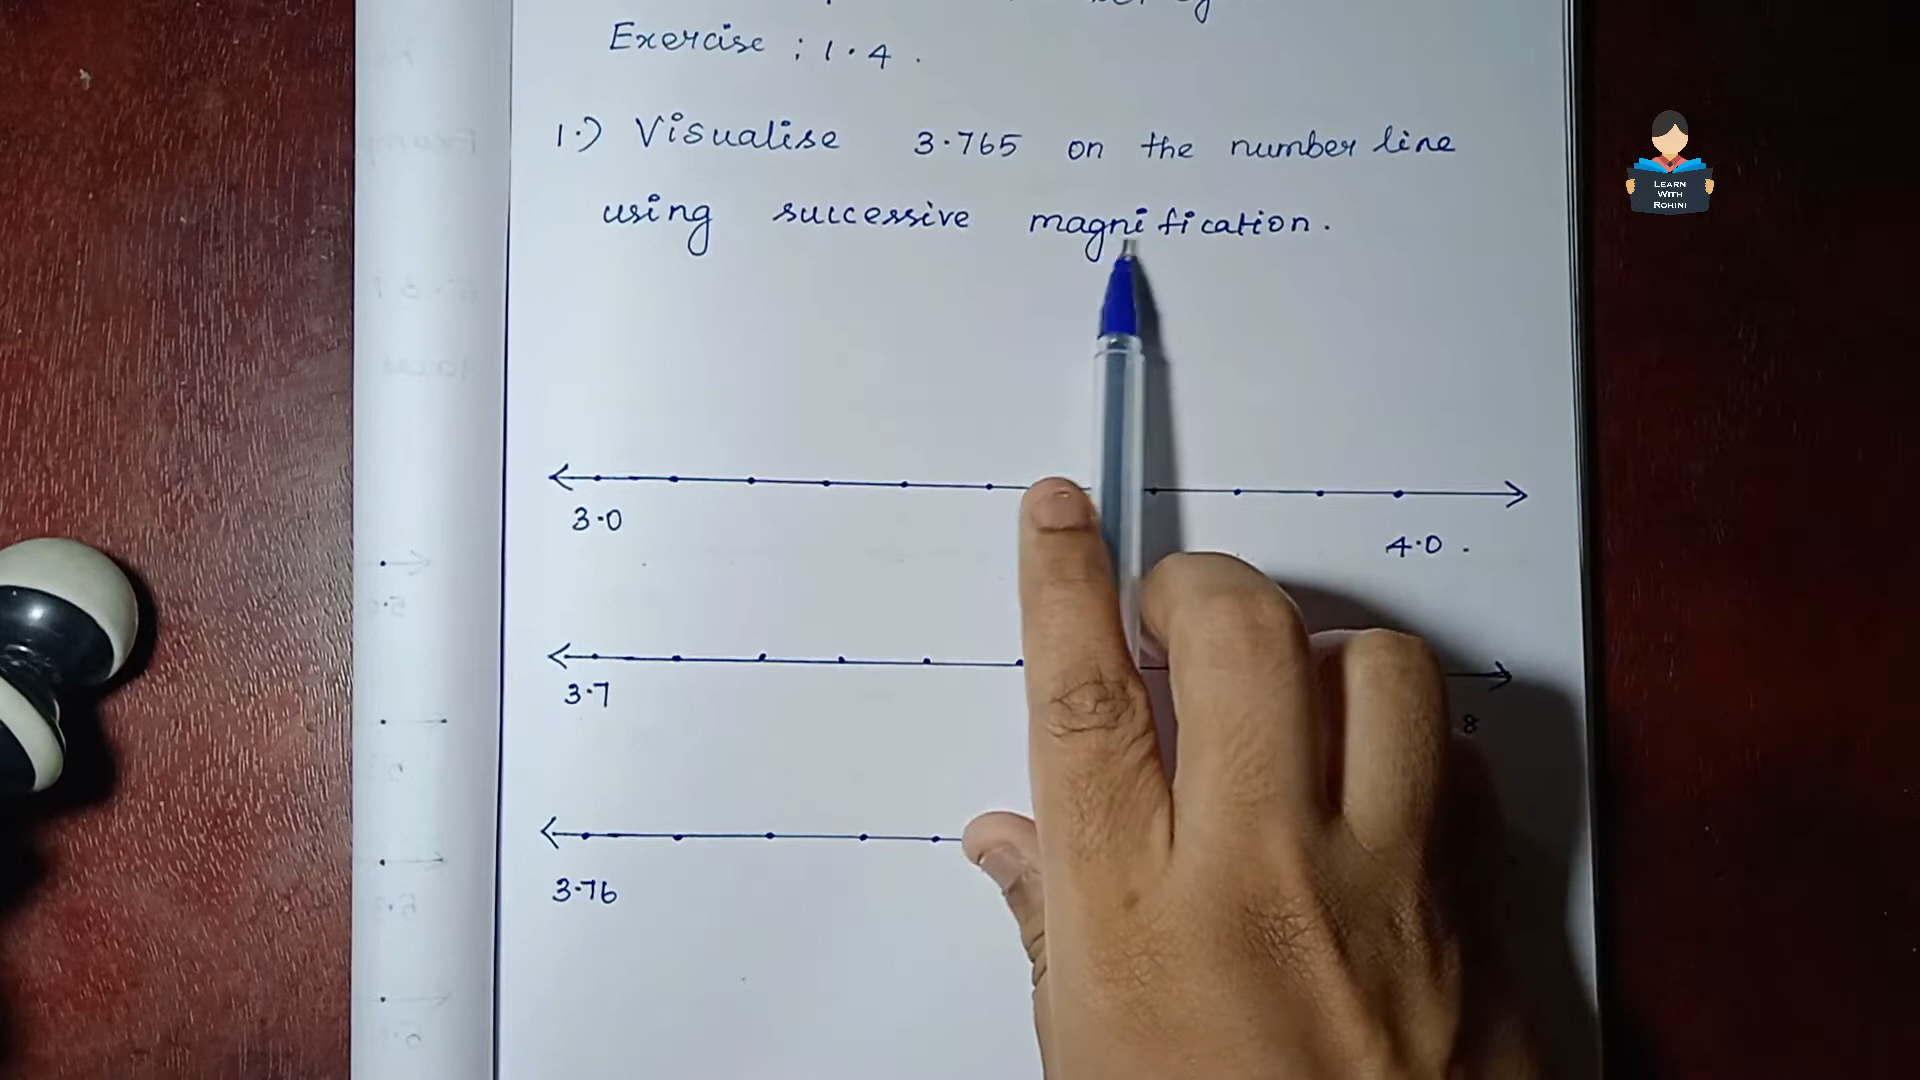 Exercise : 1.4 .
1.) Visualise 3.765 on the number line
using successive magnification.
LEARN
WITH
ROHINI
3.0
4.0 .
3.7
8
3.76